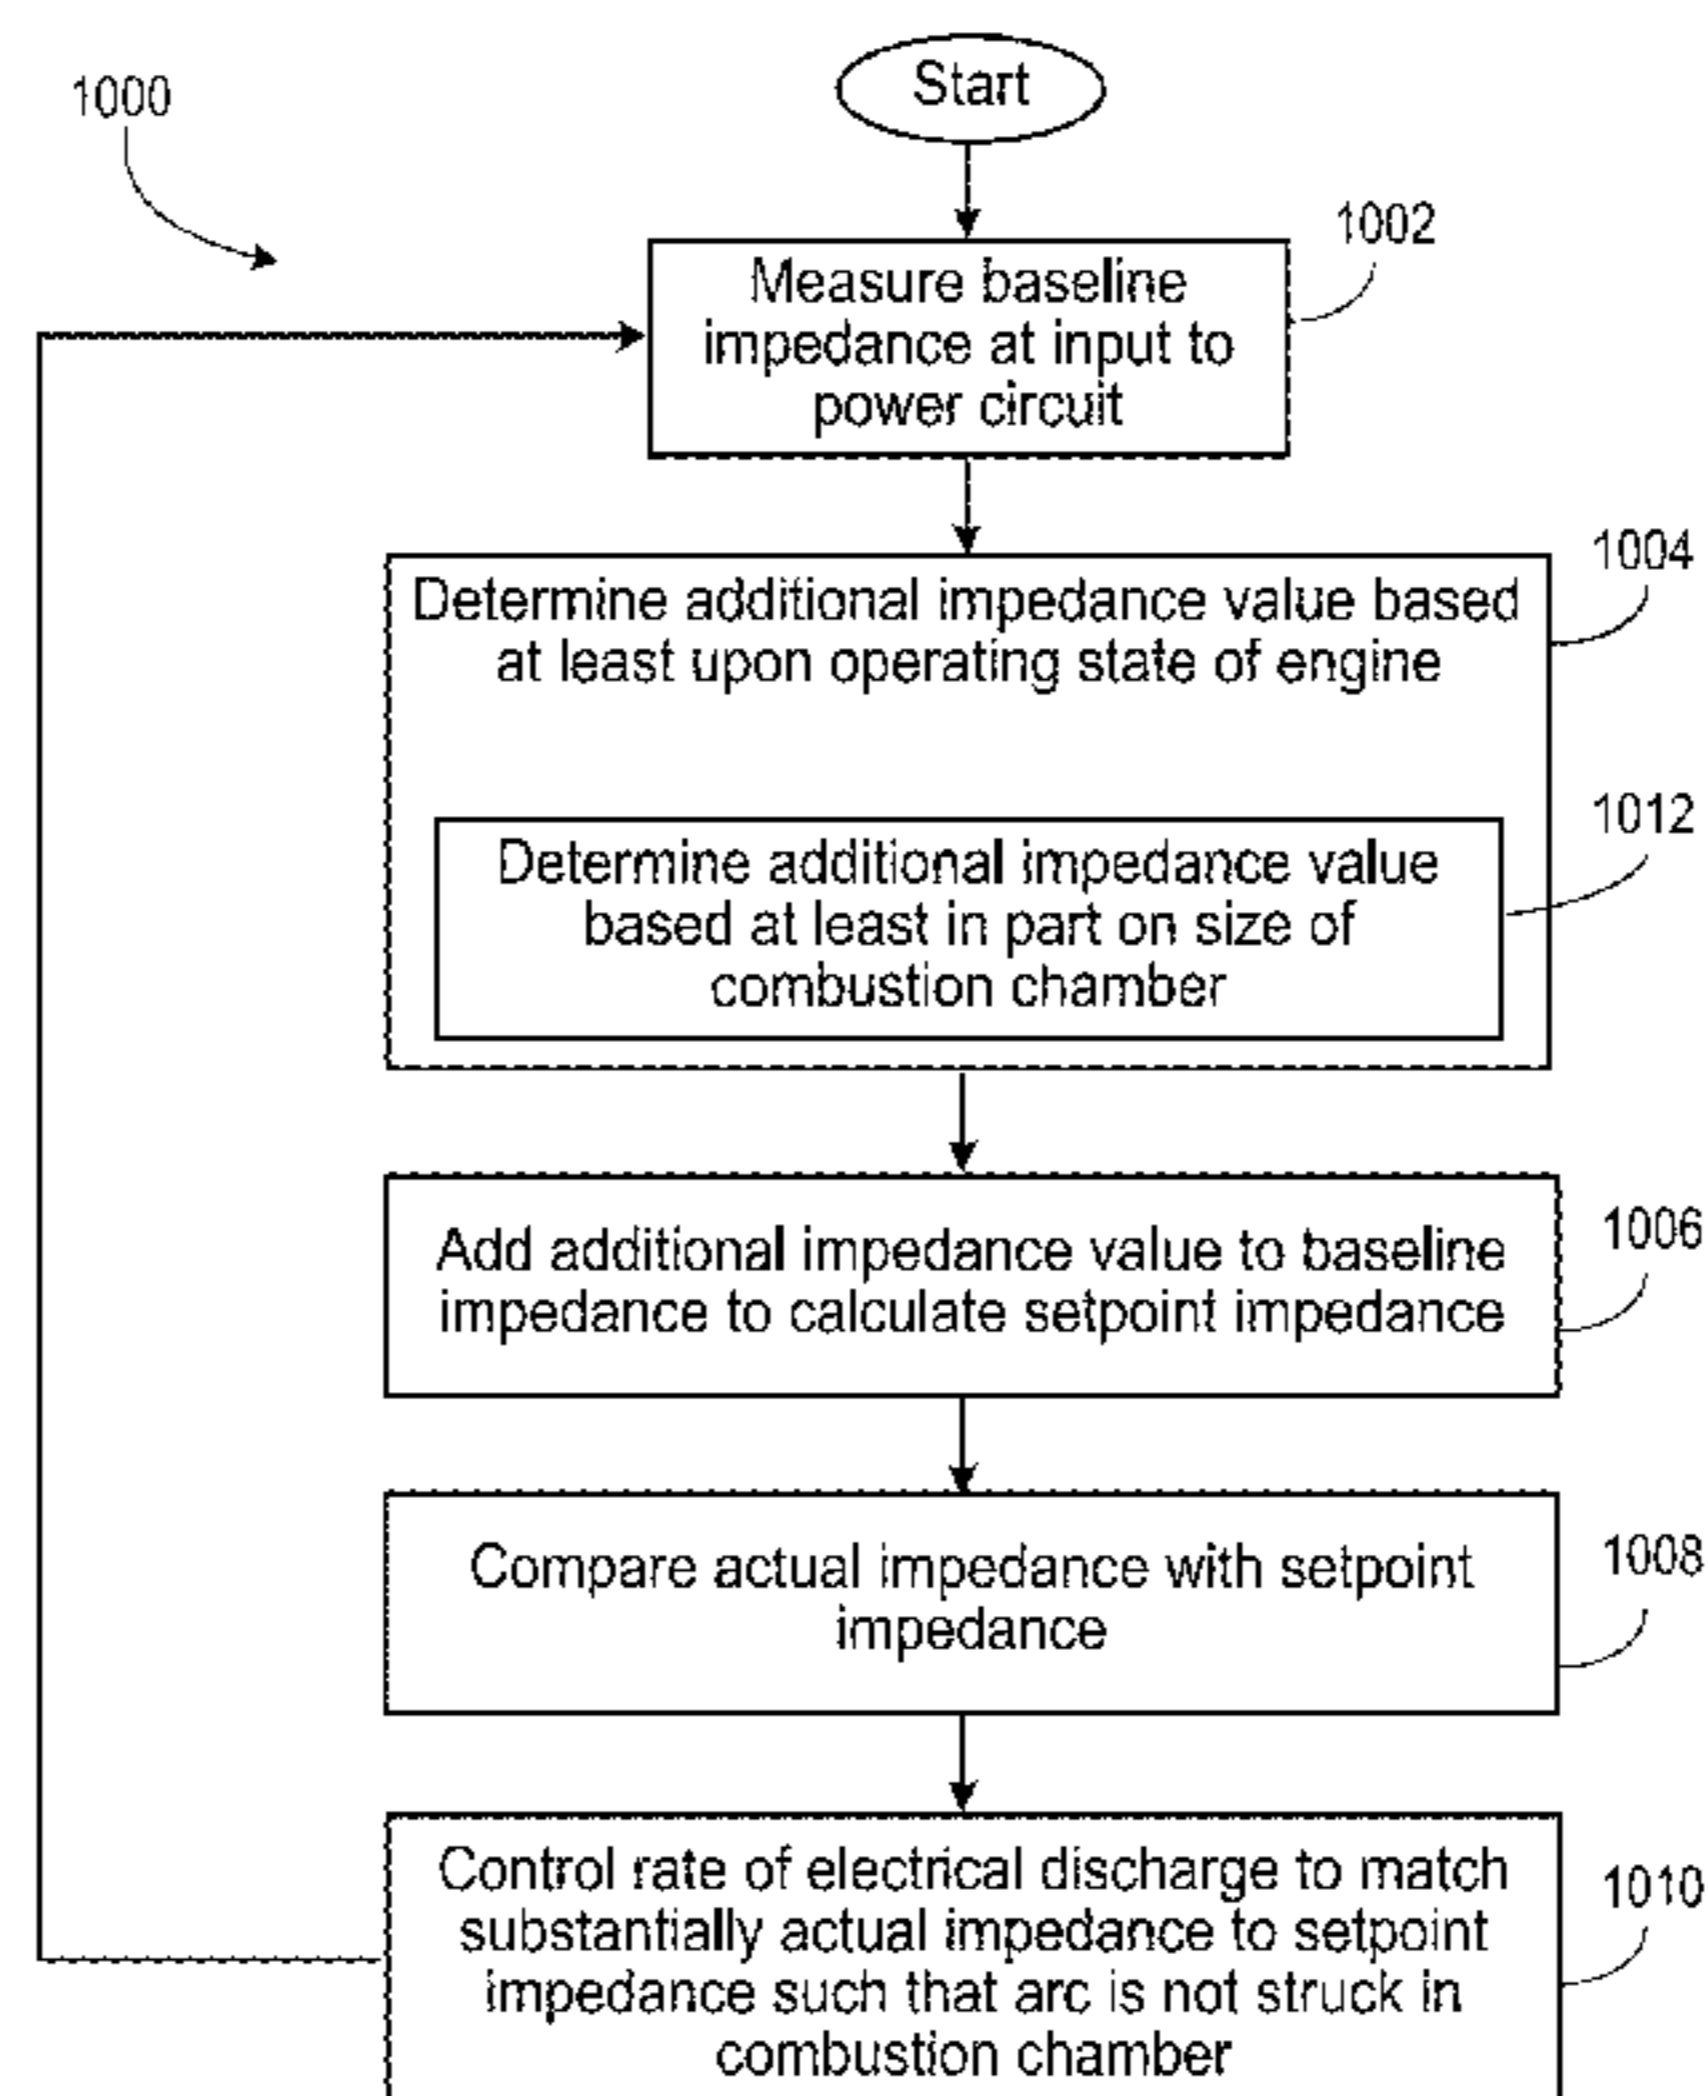 Start
1000
1002
Measure baseline
impedance at input to
power circuit
1004
Determine additional impedance value based
at least upon operating state of engine
1012
Determine additional impedance value
based at least in part on size of
combustion chamber
1006
Add additional impedance value to baseline
impedance to calculate setpoint impedance
1008
Compare actual impedance with setpoint
impedance
1010
Control rate of electrical discharge to match
substantially actual impedance to setpoint
impedance such that arc is not struck in
combustion chamber